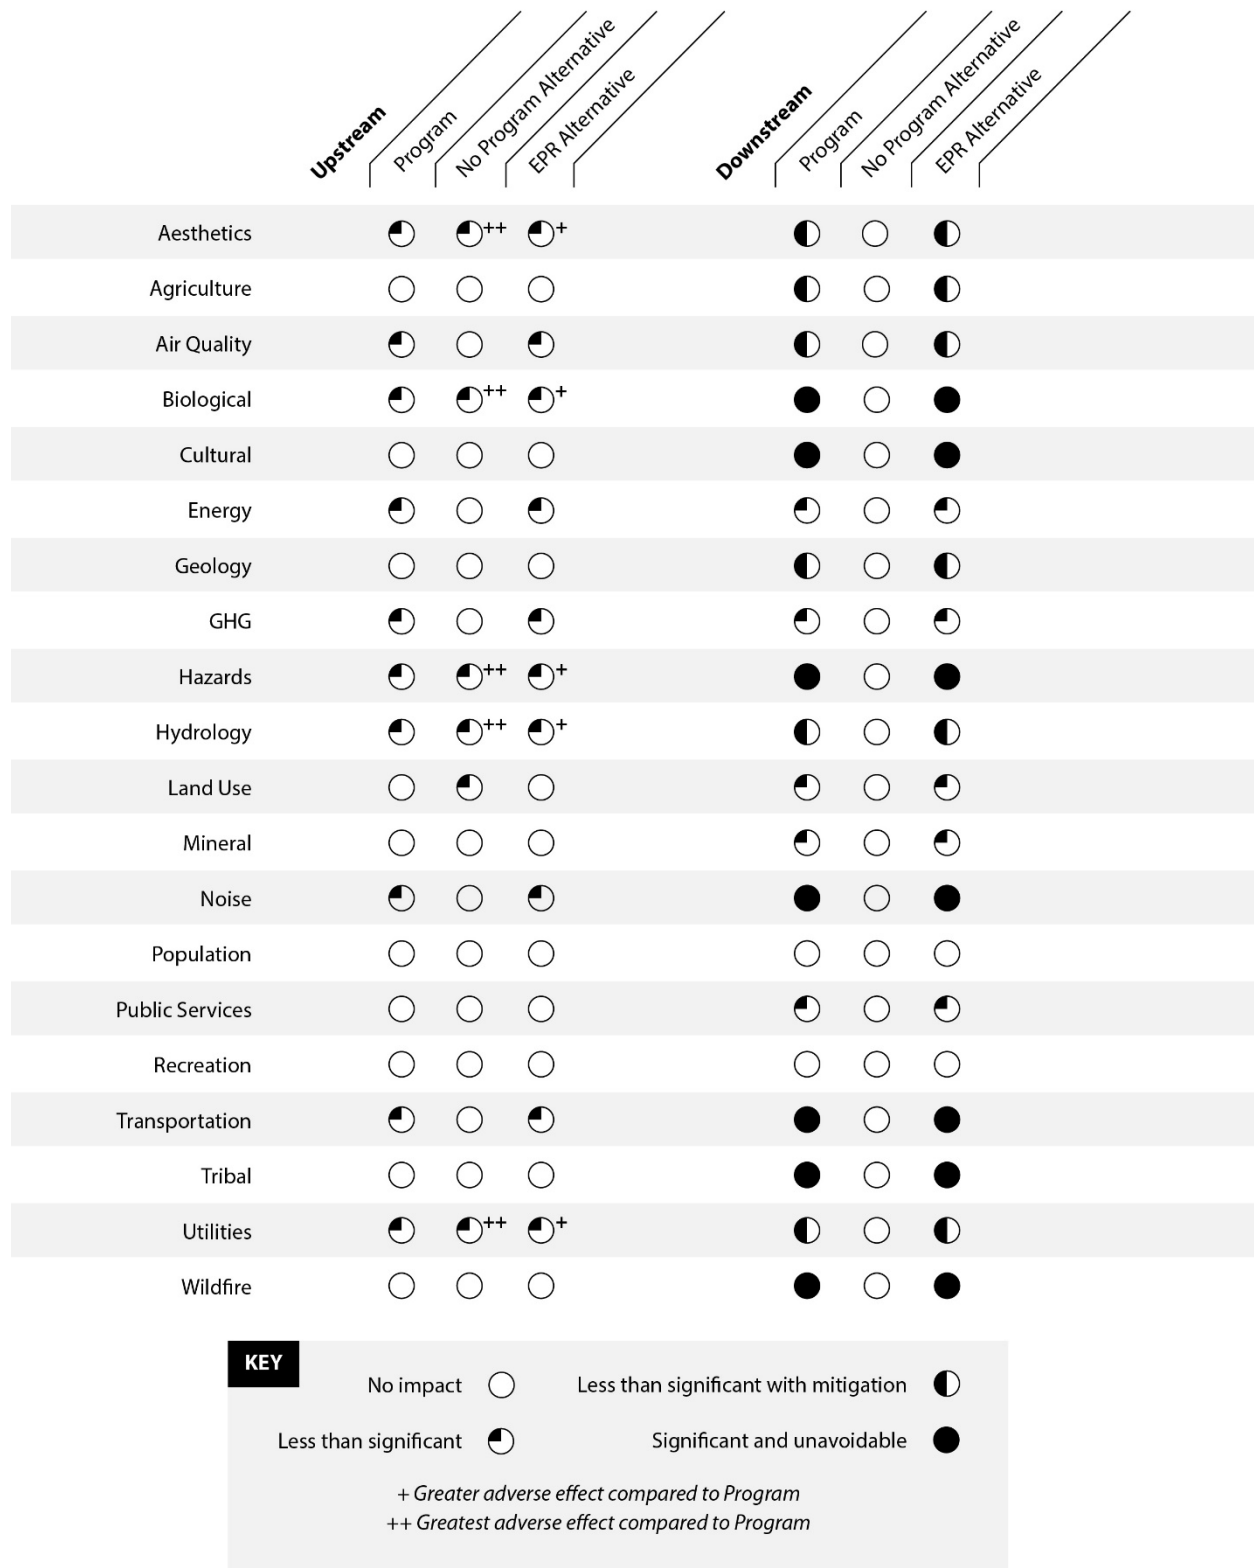 Upstream
Program
No Program Alternative
EPR Alternative
Downstream
Program
No Program Alternative
EPR Alternative
Aesthetics ++ +
Agriculture
Air Quality
Biological ++ +
Cultural
Energy
Geology
GHG
Hazards ++ +
Hydrology ++ +
Land Use
Mineral
Noise
Population
Public Services
Recreation
Transportation
Tribal
Utilities ++ +
Wildfire
KEY
No impact Less than significant with mitigation
Less than significant Significant and unavoidable
+ Greater adverse effect compared to Program
++ Greatest adverse effect compared to Program